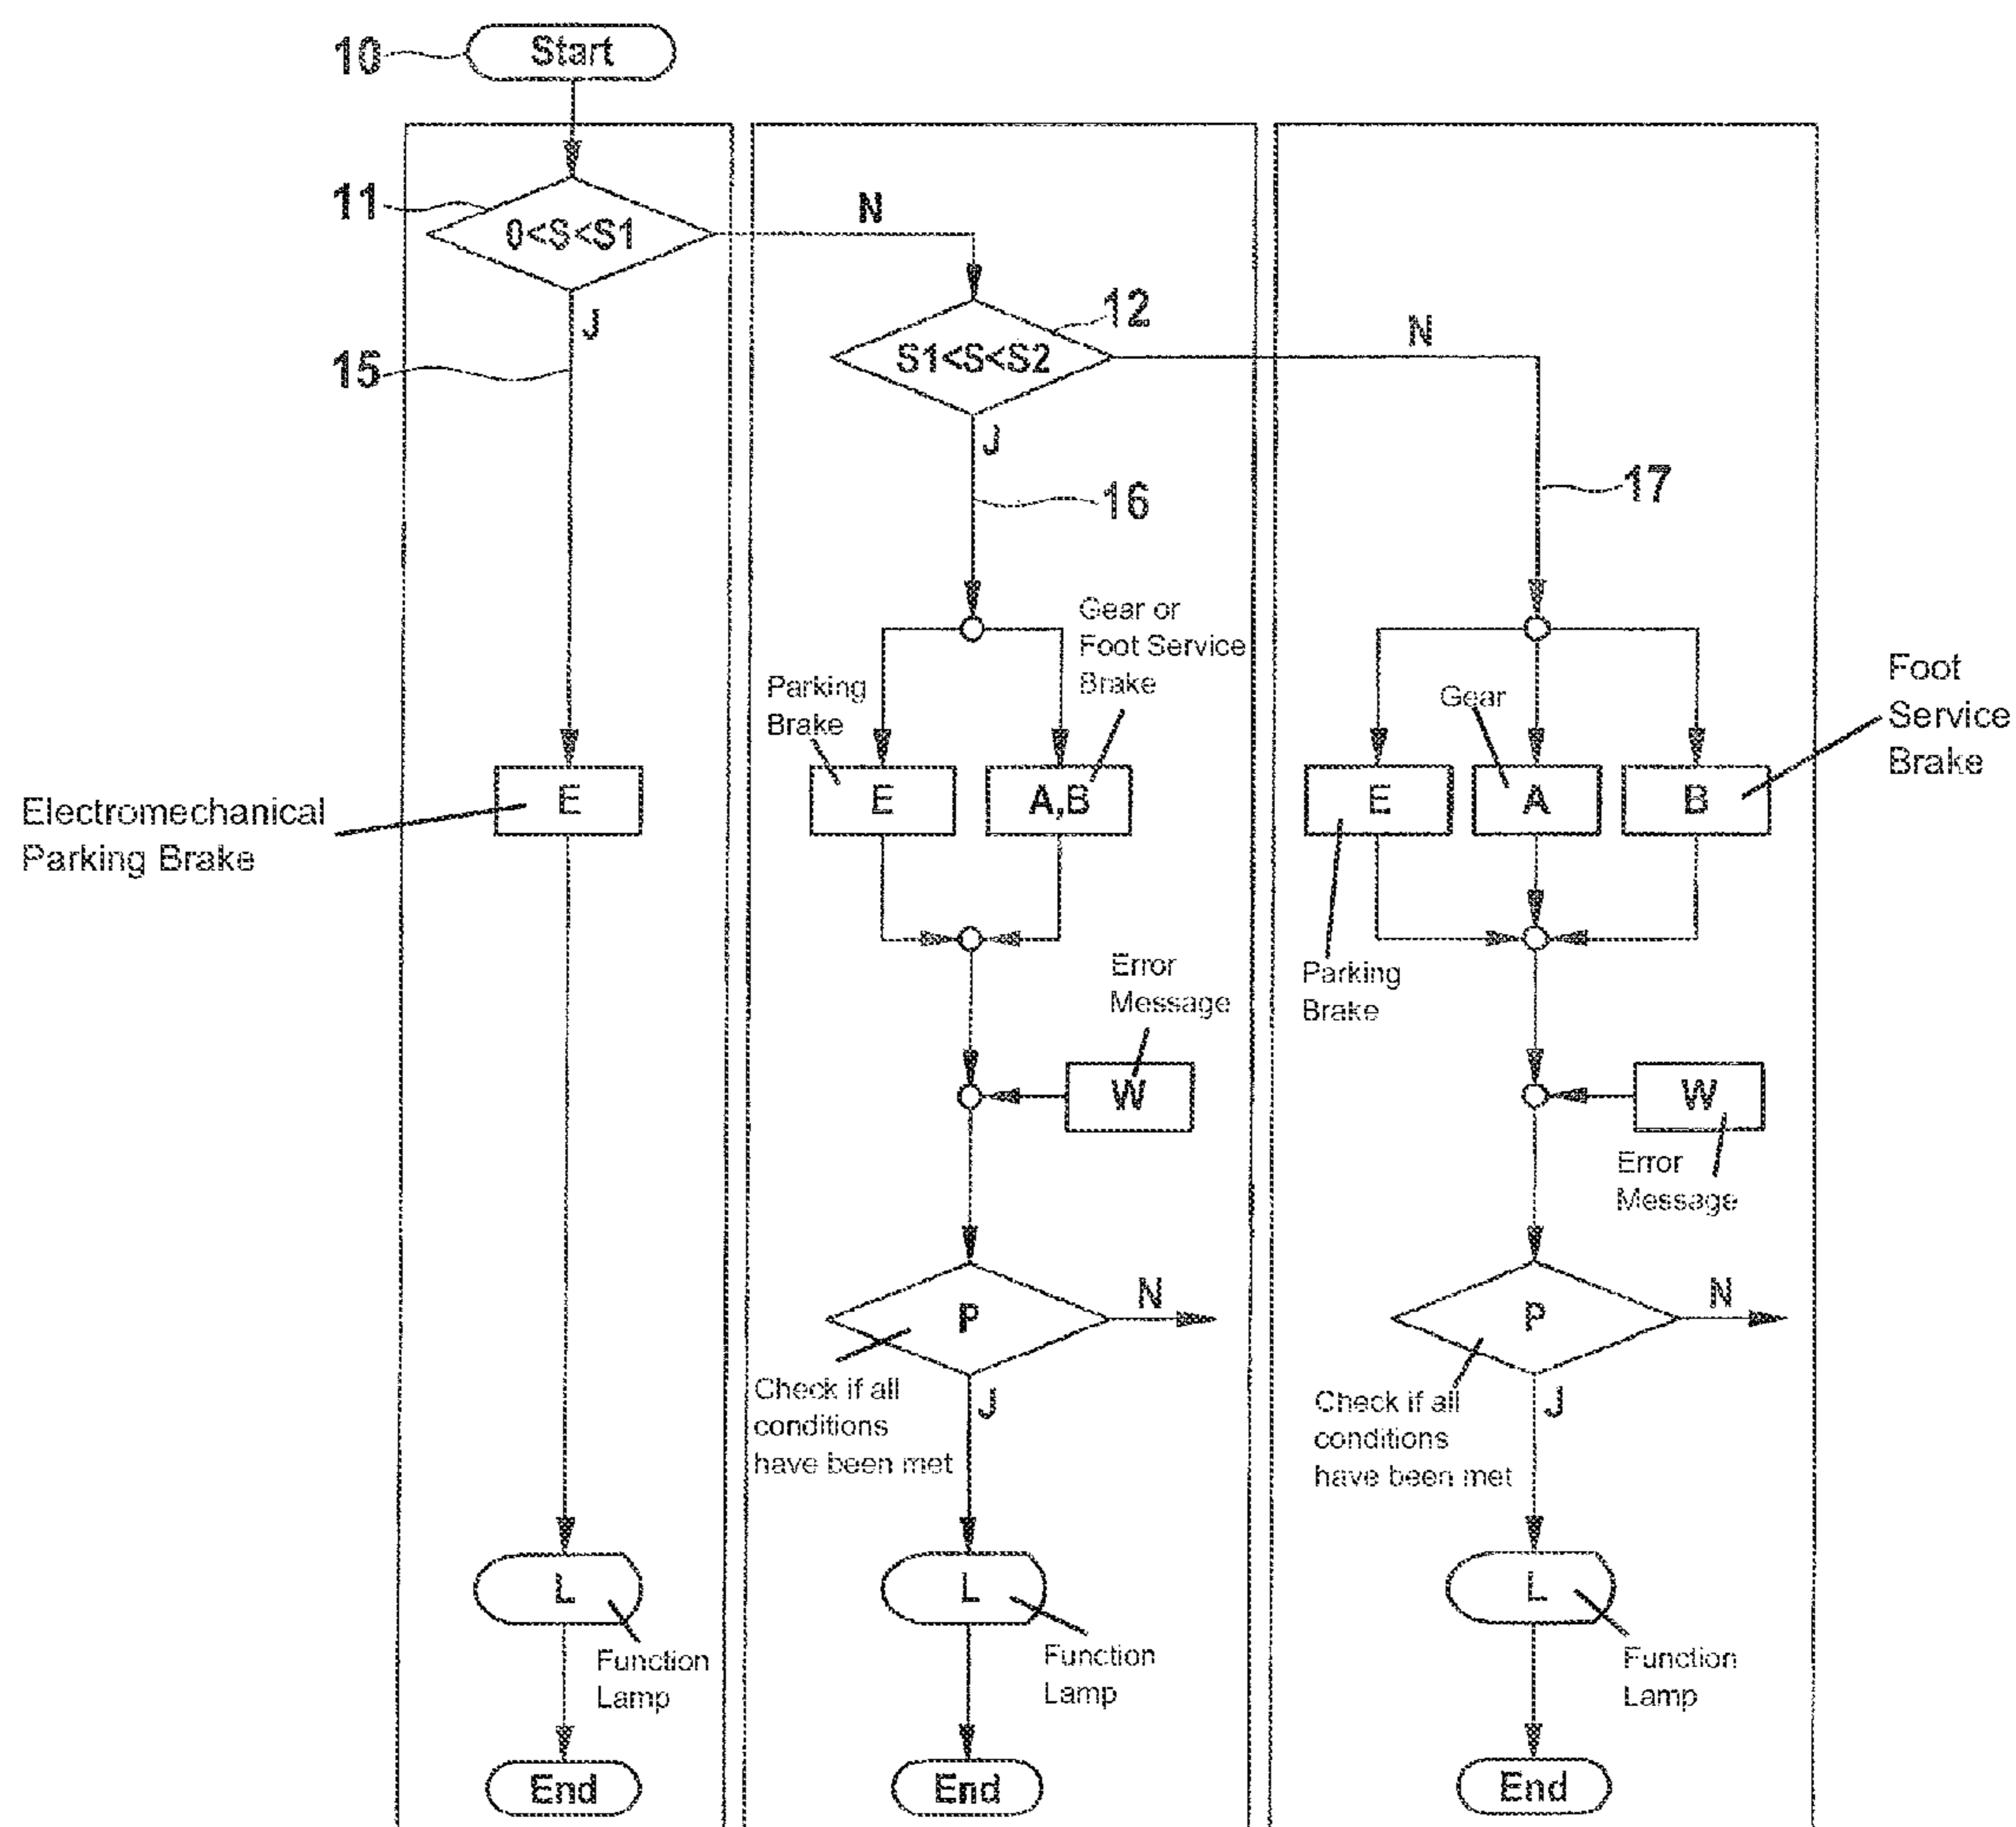 10
Start
11
0<S<S1
N
J
15
12
S1<S<S2
N
J
16
17
Electromechanical
Parking Brake
E
Parking
Brake
E
Gear or
Foot Service
Brake
A,B
E
Parking
Brake
Gear
A
B
Foot
Service
Brake
Error
Message
W
W
Error
Message
P
N
Check if all
conditions
have been met
J
P
N
Check if all
conditions
have been met
J
L
Function
Lamp
L
Function
Lamp
L
Function
Lamp
End
End
End